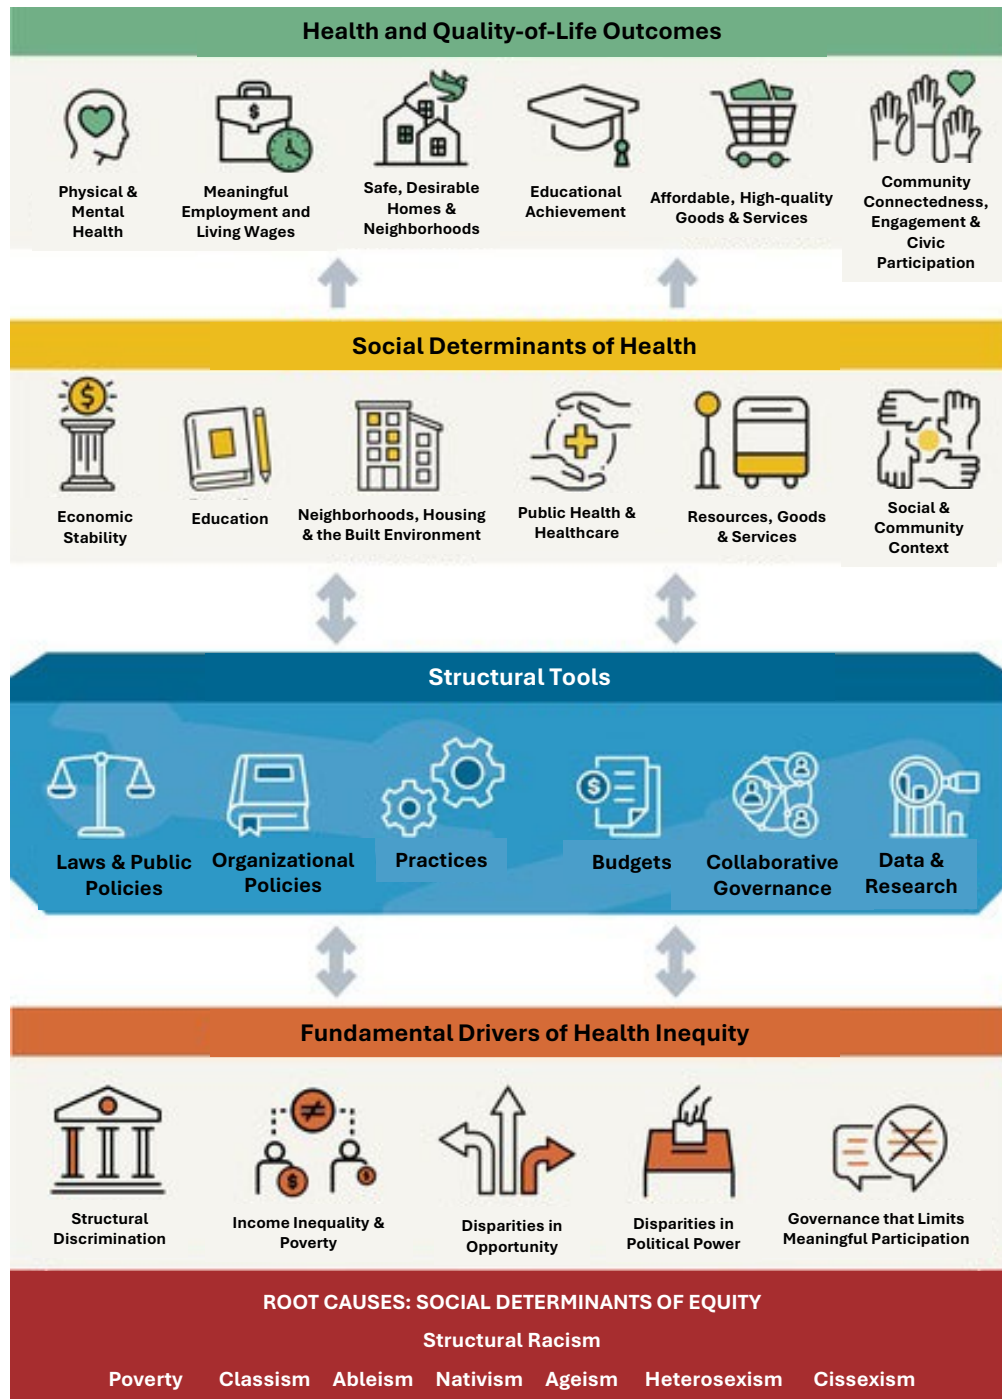 Health and Quality-of-Life Outcomes
$
Physical &
Mental
Health
Meaningful
Employment and
Living Wages
Safe, Desirable
Homes &
Neighborhoods
Educational
Achievement
Affordable, High-quality
Goods & Services
Community
Connectedness,
Engagement &
Civic
Participation
Social Determinants of Health
$
Economic
Stability
Education
Neighborhoods, Housing
& the Built Environment
Public Health &
Healthcare
Resources, Goods
& Services
Social &
Community
Context
Structural Tools
$
Laws & Public
Policies
Organizational
Policies
Practices
Budgets
Collaborative
Governance
Data &
Research
Fundamental Drivers of Health Inequity
≠
$ $
Structural
Discrimination
Income Inequality &
Poverty
Disparities in
Opportunity
Disparities in
Political Power
Governance that Limits
Meaningful Participation
ROOT CAUSES: SOCIAL DETERMINANTS OF EQUITY
Structural Racism
Poverty Classism Ableism Nativism Ageism Heterosexism Cissexism